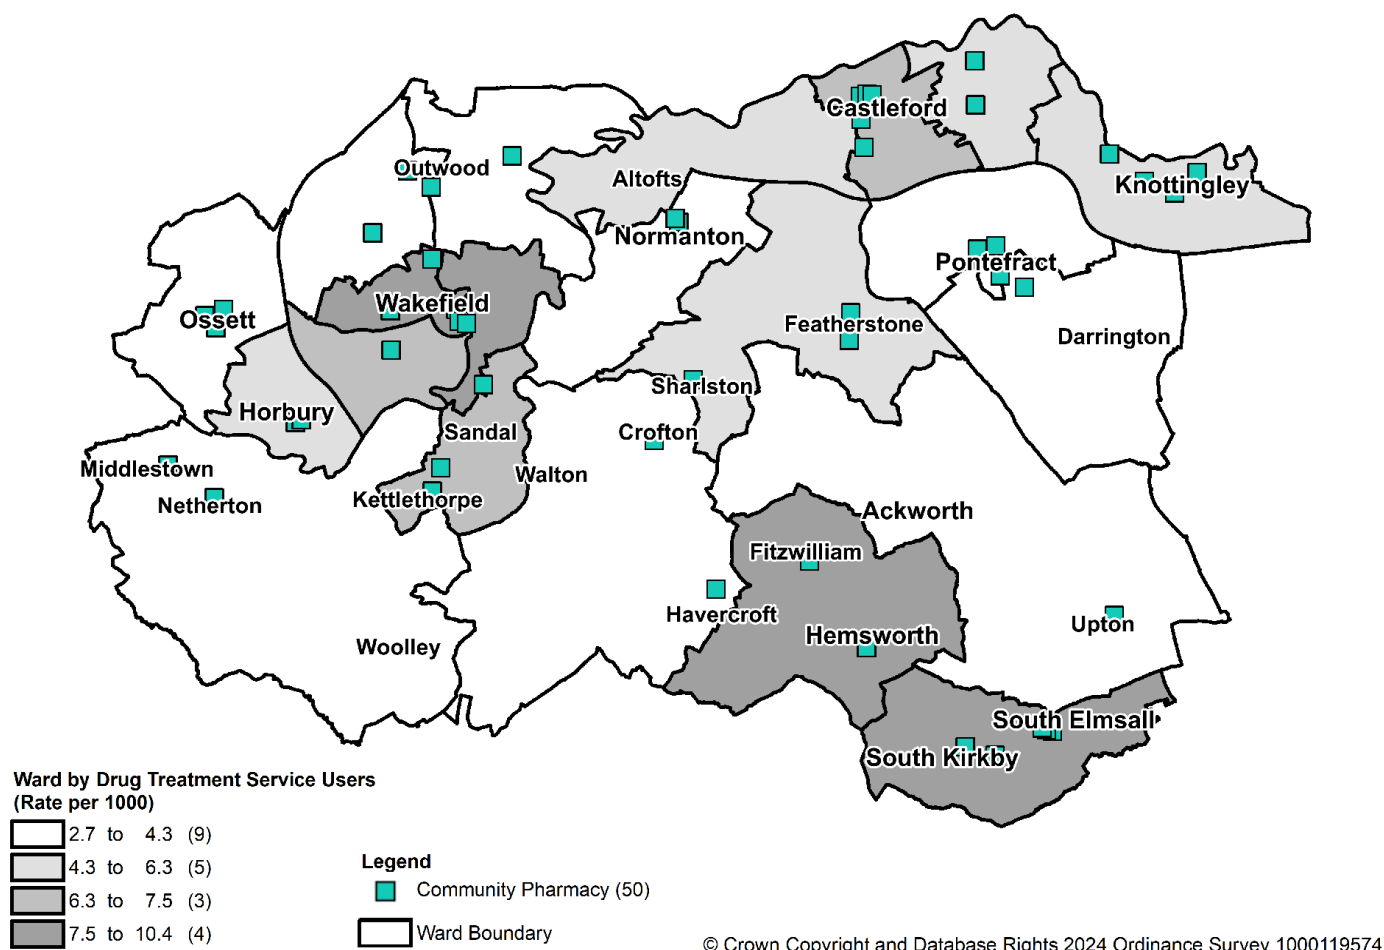 Castleford
Outwood
Altofts
Knottingley
Normanton
Pontefract
Wakefield
Ossett
Featherstone
Darrington
Sharlston
Horbury
Sandal
Crofton
Middlestown
Walton
Netherton
Kettlethorpe
Ackworth
Fitzwilliam
Havercroft
Upton
Hemsworth
Woolley
South Elmsall
South Kirkby
Ward by Drug Treatment Service Users
(Rate per 1000)
2.7 to 4.3 (9)
4.3 to 6.3 (5)
6.3 to 7.5 (3)
7.5 to 10.4 (4)
Legend
Community Pharmacy (50)
Ward Boundary
© Crown Copyright and Database Rights 2024 Ordinance Survey 1000119574